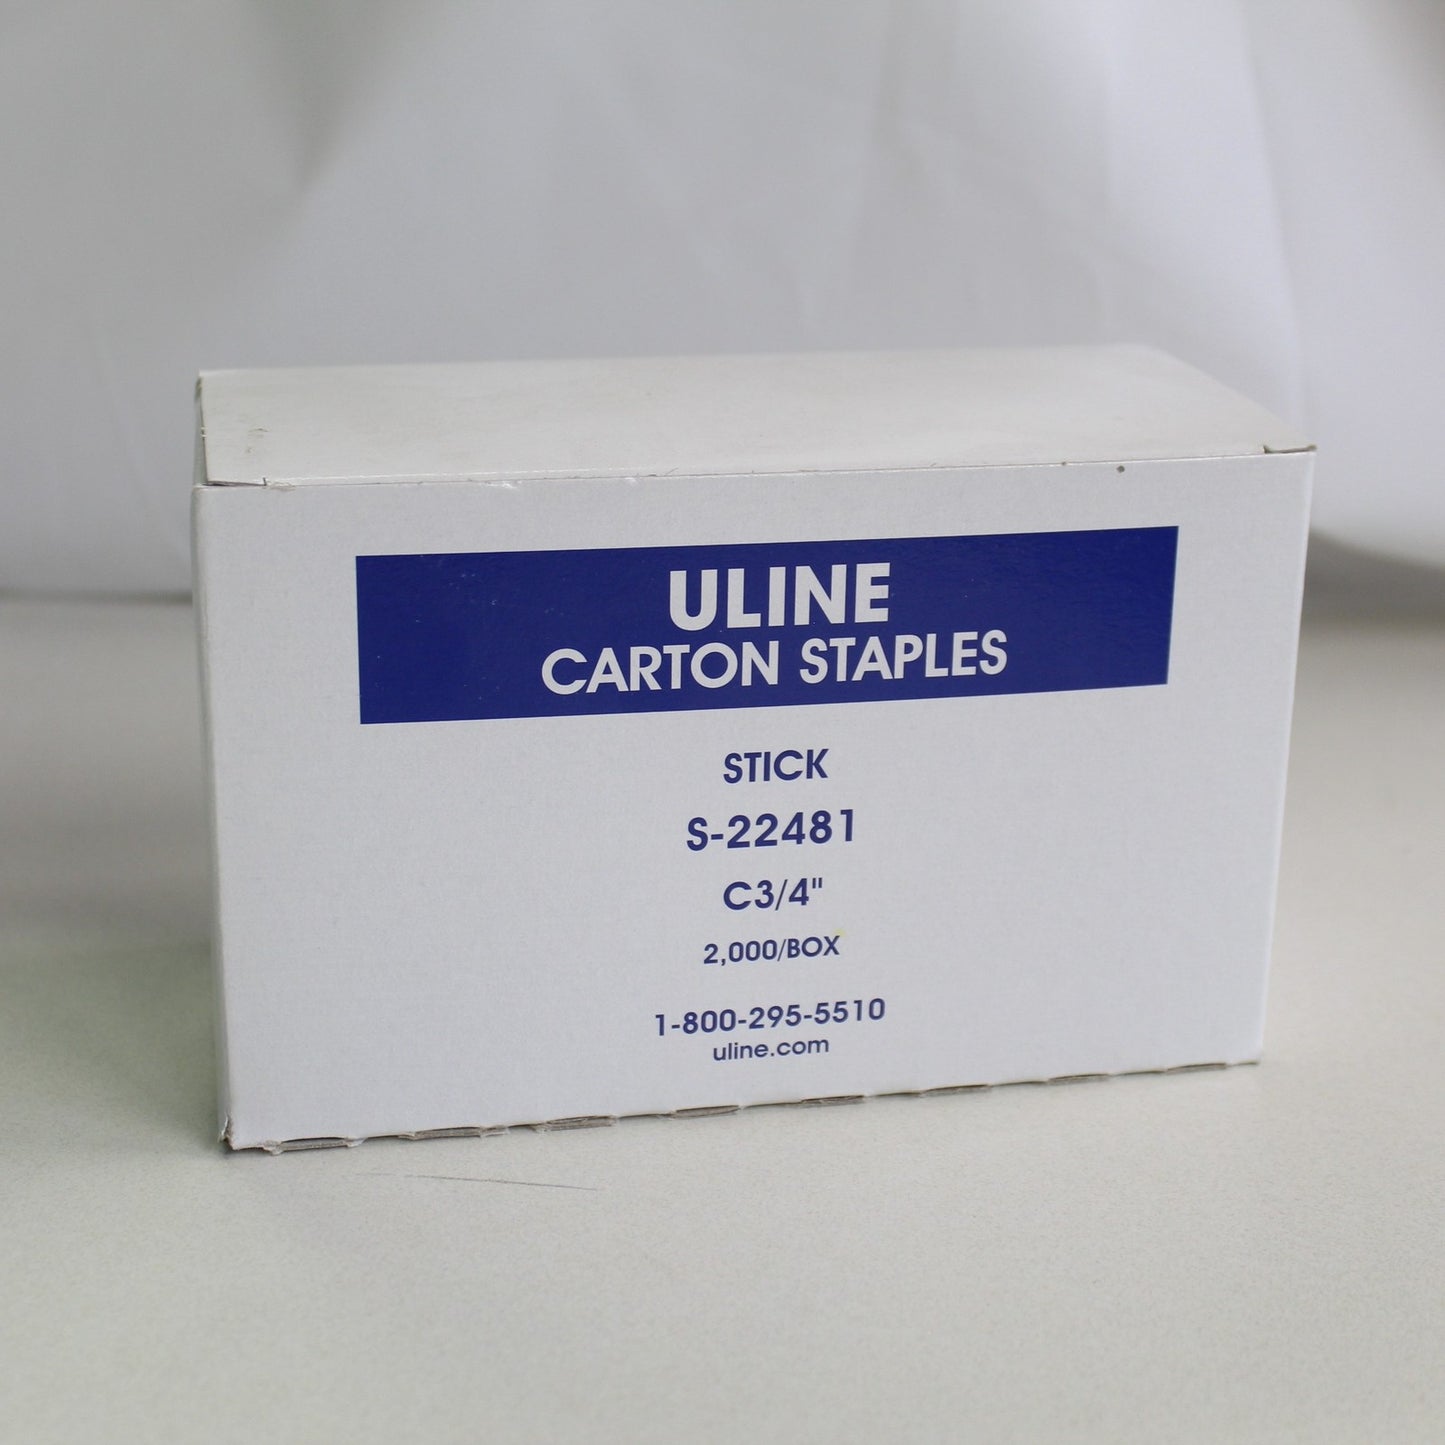 ULINE
CARTON STAPLES
STICK
S-22481
C3/4"
2,000/BOX
1-800-295-5510
uline.com